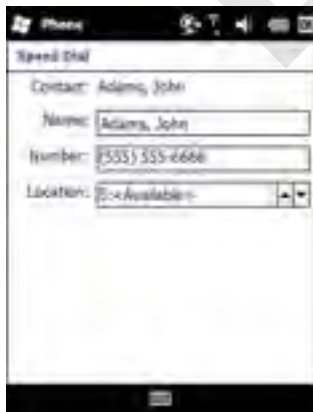 Phone
Speed Dial
Contact: Adams, John
Name: Adams, John
Number: (555) 555-6666
Location: 5:<Available>